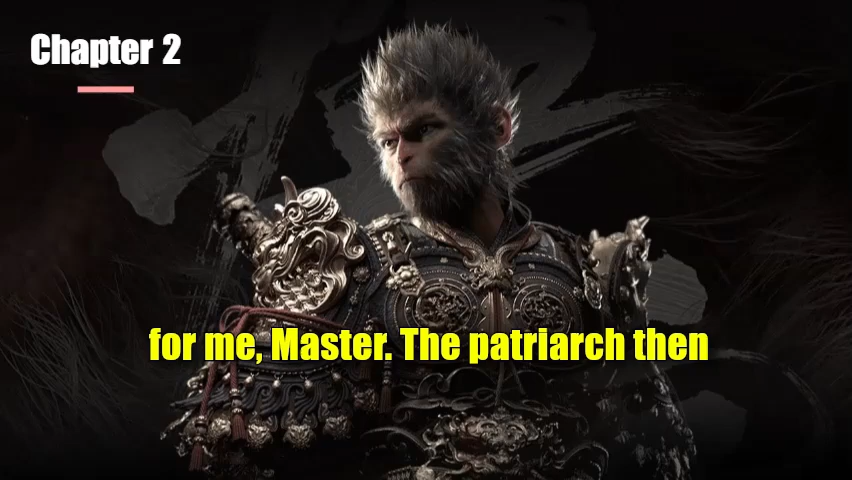 Chapter 2
for me, Master. The patriarch then